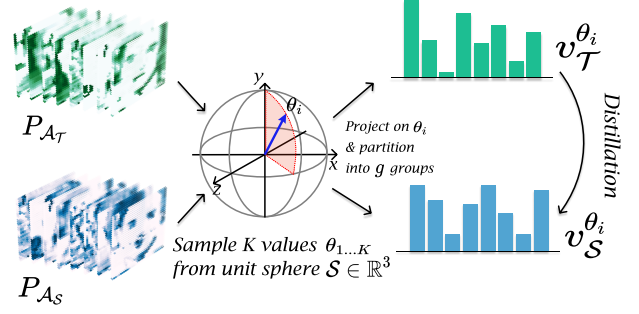 P_{A_T}
P_{A_S}
y
θ_i
x
z
Sample K values θ_{1...K}
from unit sphere 𝒮 ∈ ℝ³
Project on θ_i
& partition
into g groups
v_𝒯^{θ_i}
Distillation
v_𝒮^{θ_i}